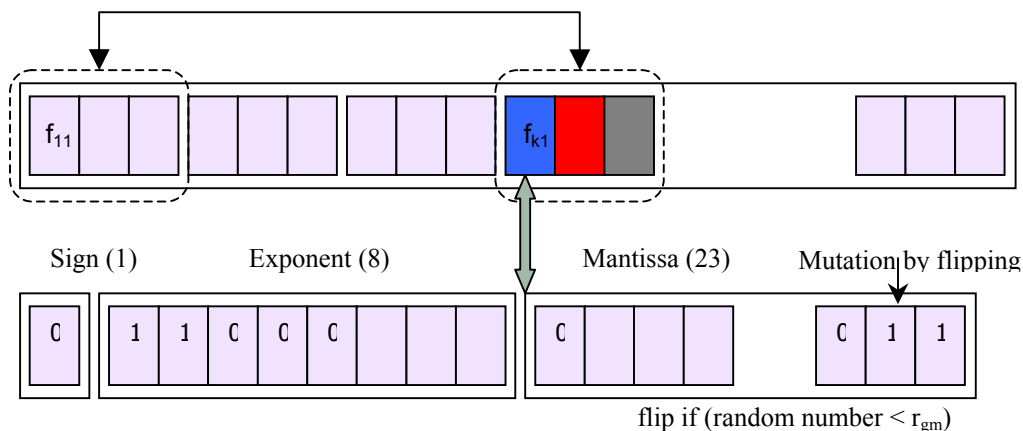 f11 fk1
Sign (1) Exponent (8) Mantissa (23) Mutation by flipping
0 1 1 0 0 0 0 0 1 1
flip if (random number < rgm)